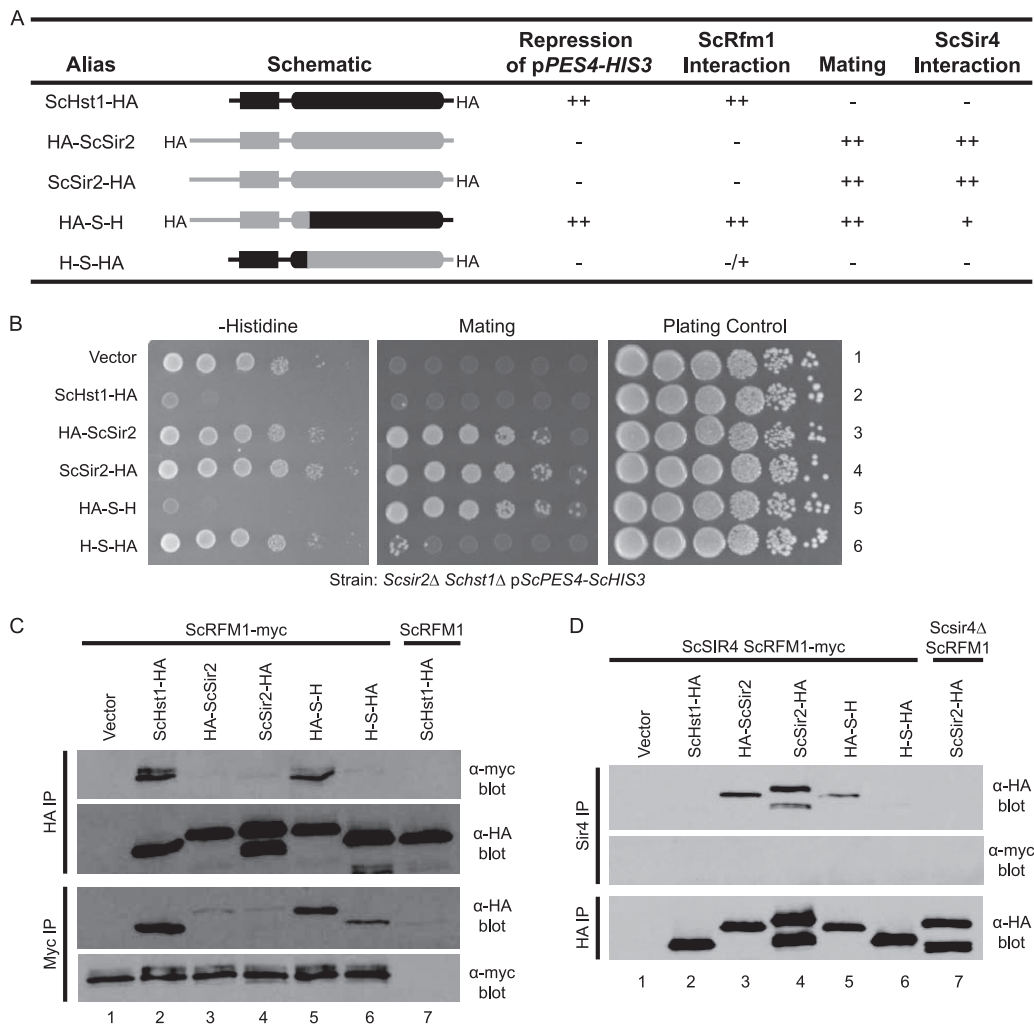 A
Alias Schematic Repression of pPES4-HIS3 ScRfm1 Interaction Mating ScSir4 Interaction
ScHst1-HA HA ++ ++ - -
HA-ScSir2 HA - - ++ ++
ScSir2-HA HA - - ++ ++
HA-S-H HA ++ ++ ++ +
H-S-HA HA - -/+ - -
B
-Histidine Mating Plating Control
Vector 1
ScHst1-HA 2
HA-ScSir2 3
ScSir2-HA 4
HA-S-H 5
H-S-HA 6
Strain: Scsir2Δ Schst1Δ pScPES4-ScHIS3
C
ScRFM1-myc ScRFM1
Vector ScHst1-HA HA-ScSir2 ScSir2-HA HA-S-H H-S-HA ScHst1-HA
HA IP
α-myc blot
α-HA blot
Myc IP
α-HA blot
α-myc blot
1 2 3 4 5 6 7
D
ScSIR4 ScRFM1-myc Scsir4Δ ScRFM1
Vector ScHst1-HA HA-ScSir2 ScSir2-HA HA-S-H H-S-HA ScSir2-HA
Sir4 IP
α-HA blot
α-myc blot
HA IP
α-HA blot
1 2 3 4 5 6 7